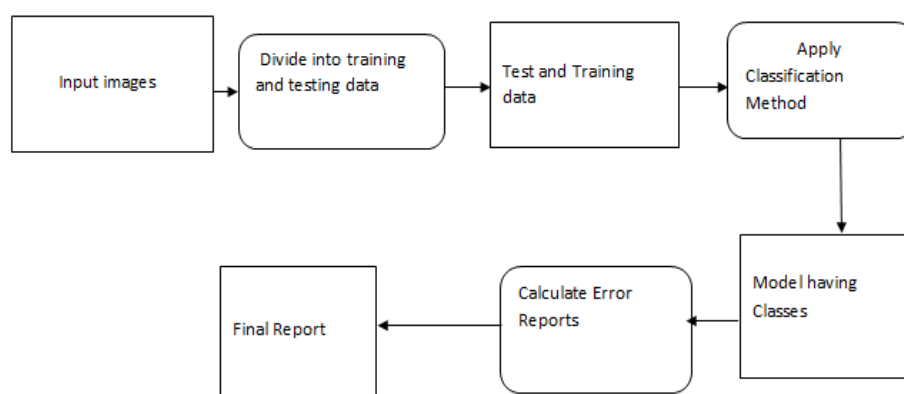 Input images
Divide into training
and testing data
Test and Training
data
Apply
Classification
Method
Model having
Classes
Calculate Error
Reports
Final Report